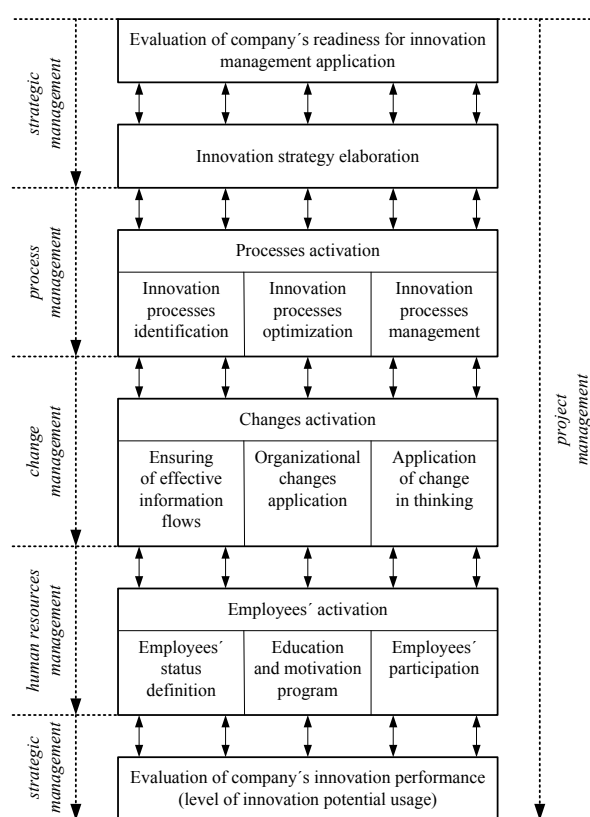 Evaluation of company´s readiness for innovation
management application
strategic
management
Innovation strategy elaboration
process
management
Processes activation
Innovation
processes
identification
Innovation
processes
optimization
Innovation
processes
management
change
management
Changes activation
Ensuring
of effective
information
flows
Organizational
changes
application
Application
of change
in thinking
project
management
human resources
management
Employees´ activation
Employees´
status
definition
Education
and motivation
program
Employees´
participation
strategic
management
Evaluation of company´s innovation performance
(level of innovation potential usage)